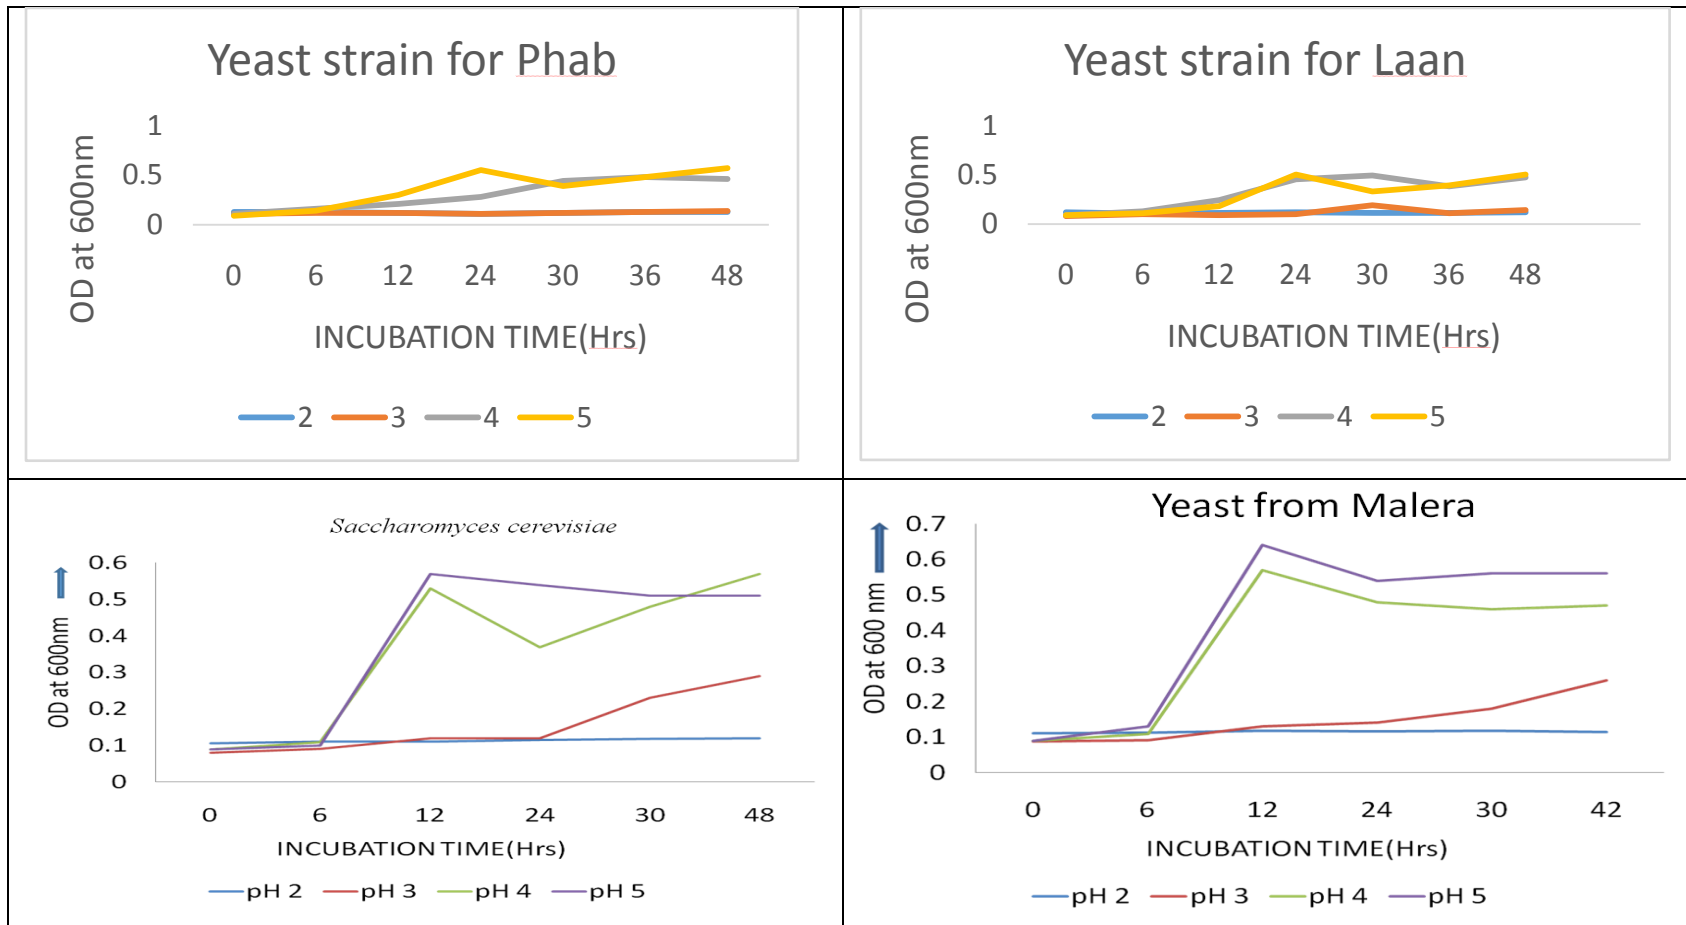 Yeast strain for Phab
OD at 600nm
1
0.5
0
0 6 12 24 30 36 48
INCUBATION TIME(Hrs)
2 3 4 5
Yeast strain for Laan
OD at 600nm
1
0.5
0
0 6 12 24 30 36 48
INCUBATION TIME(Hrs)
2 3 4 5
Saccharomyces cerevisiae
OD at 600nm
0.6
0.5
0.4
0.3
0.2
0.1
0
0 6 12 24 30 48
INCUBATION TIME(Hrs)
pH 2 pH 3 pH 4 pH 5
Yeast from Malera
OD at 600 nm
0.7
0.6
0.5
0.4
0.3
0.2
0.1
0
0 6 12 24 30 42
INCUBATION TIME(Hrs)
pH 2 pH 3 pH 4 pH 5